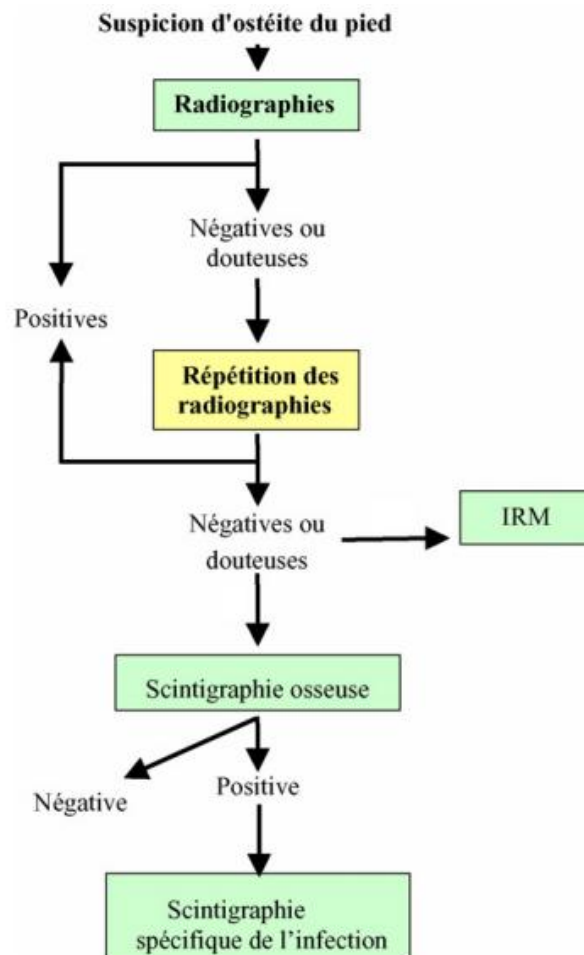 Suspicion d'ostéite du pied
Radiographies
Négatives ou
douteuses
Positives
Répétition des
radiographies
Négatives ou
douteuses
IRM
Scintigraphie osseuse
Négative
Positive
Scintigraphie
spécifique de l'infection